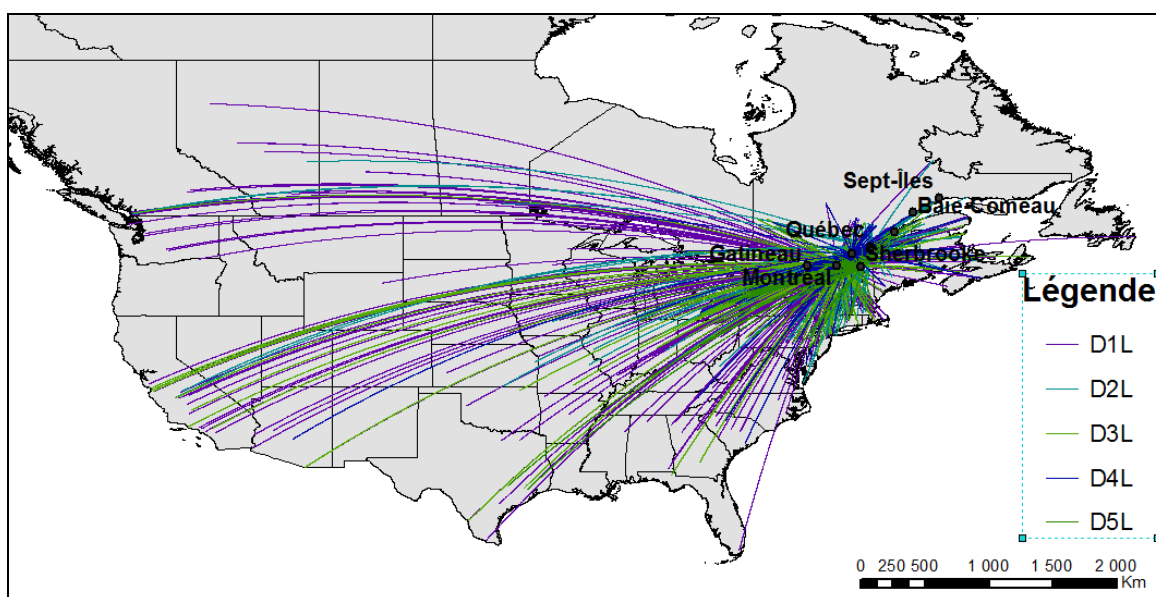 Sept-Îles
Baie-Comeau
Québec
Gatineau
Sherbrooke
Montréal
Légende
D1L
D2L
D3L
D4L
D5L
0 250 500 1 000 1 500 2 000
Km